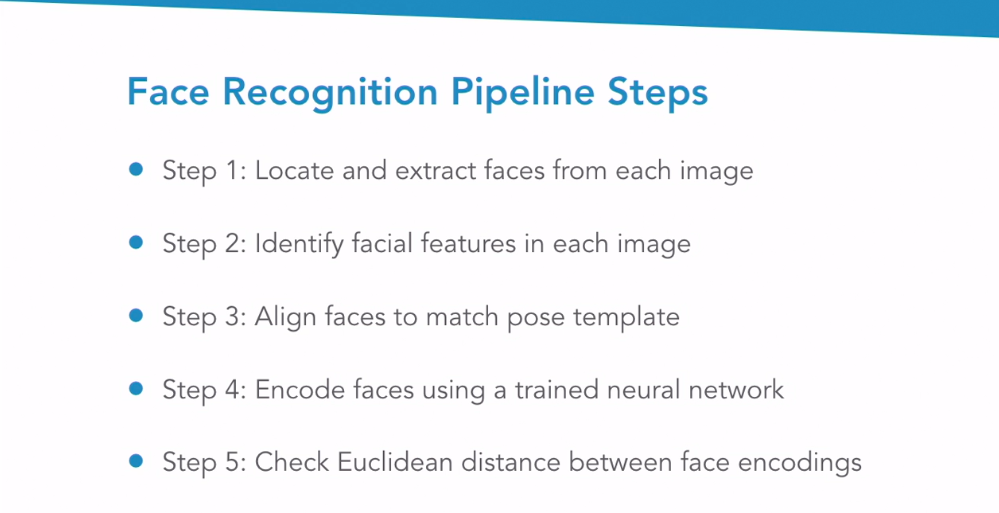 Face Recognition Pipeline Steps
• Step 1: Locate and extract faces from each image
• Step 2: Identify facial features in each image
• Step 3: Align faces to match pose template
• Step 4: Encode faces using a trained neural network
• Step 5: Check Euclidean distance between face encodings